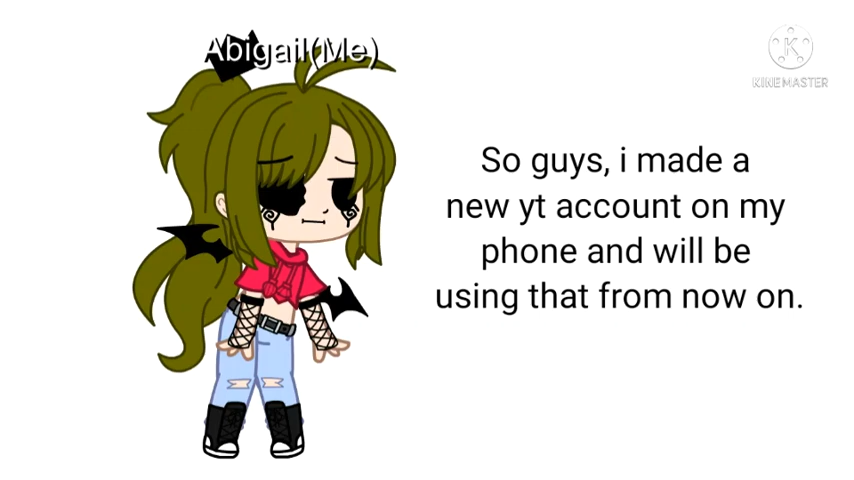 Abigail(Me)
KINEMASTER
So guys, i made a
new yt account on my
phone and will be
using that from now on.